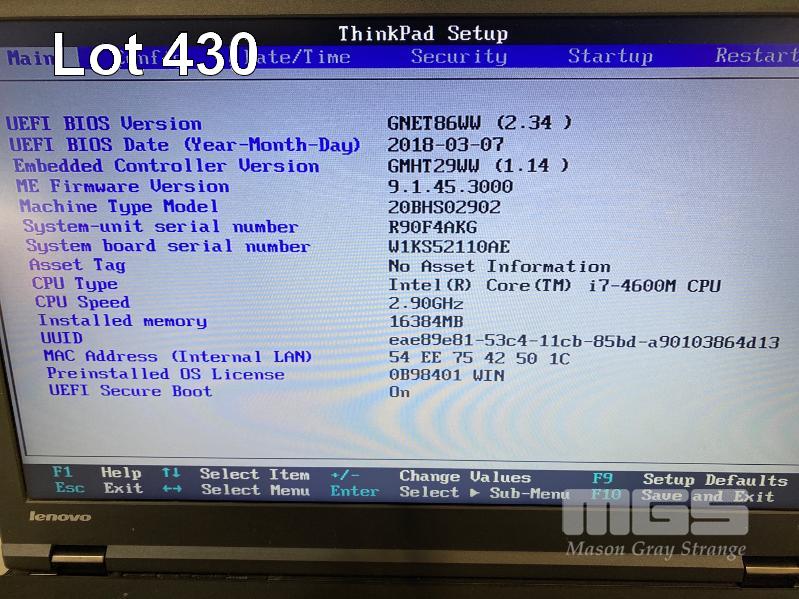 ThinkPad Setup
Lot 430
Main Date/Time Security Startup Restart
UEFI BIOS Version GNET86WW (2.34 )
UEFI BIOS Date (Year-Month-Day) 2018-03-07
Embedded Controller Version GMHT29WW (1.14 )
ME Firmware Version 9.1.45.3000
Machine Type Model 20BHS02902
System-unit serial number R90F4AKG
System board serial number W1KS52110AE
Asset Tag No Asset Information
CPU Type Intel(R) Core(TM) i7-4600M CPU
CPU Speed 2.90GHz
Installed memory 16384MB
UUID eae89e81-53c4-11cb-85bd-a90103864d13
MAC Address (Internal LAN) 54 EE 75 42 50 1C
Preinstalled OS License 0B98401 WIN
UEFI Secure Boot On
F1 Help ↑↓ Select Item +/- Change Values F9 Setup Defaults
Esc Exit ←→ Select Menu Enter Select ▶ Sub-Menu F10 Save and Exit
lenovo
MGS
Mason Gray Strange